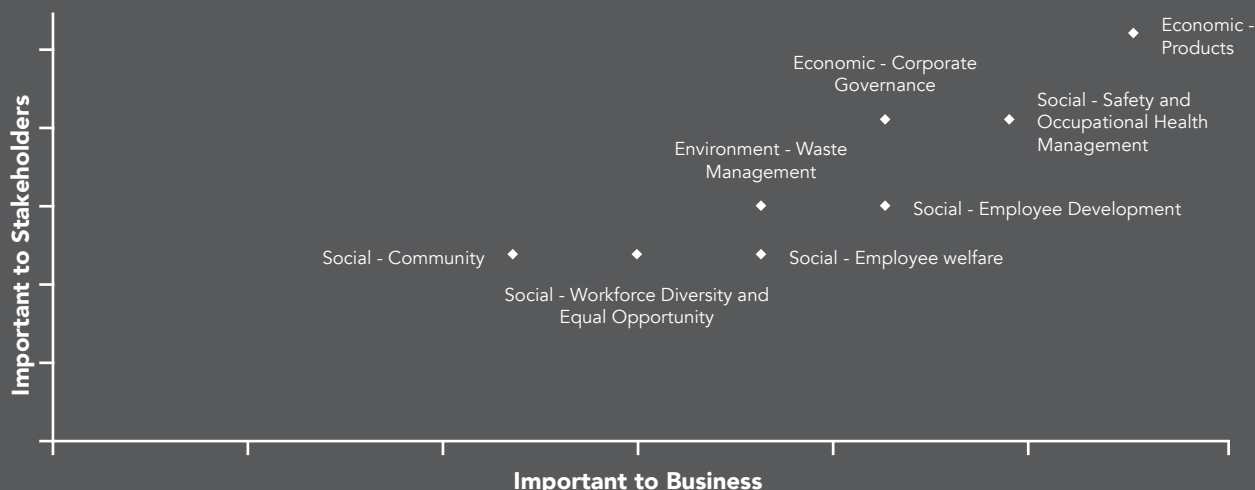 Economic -
Products
Economic - Corporate
Governance
Social - Safety and
Occupational Health
Management
Environment - Waste
Management
Social - Employee Development
Social - Community
Social - Employee welfare
Social - Workforce Diversity and
Equal Opportunity
Important to Stakeholders
Important to Business